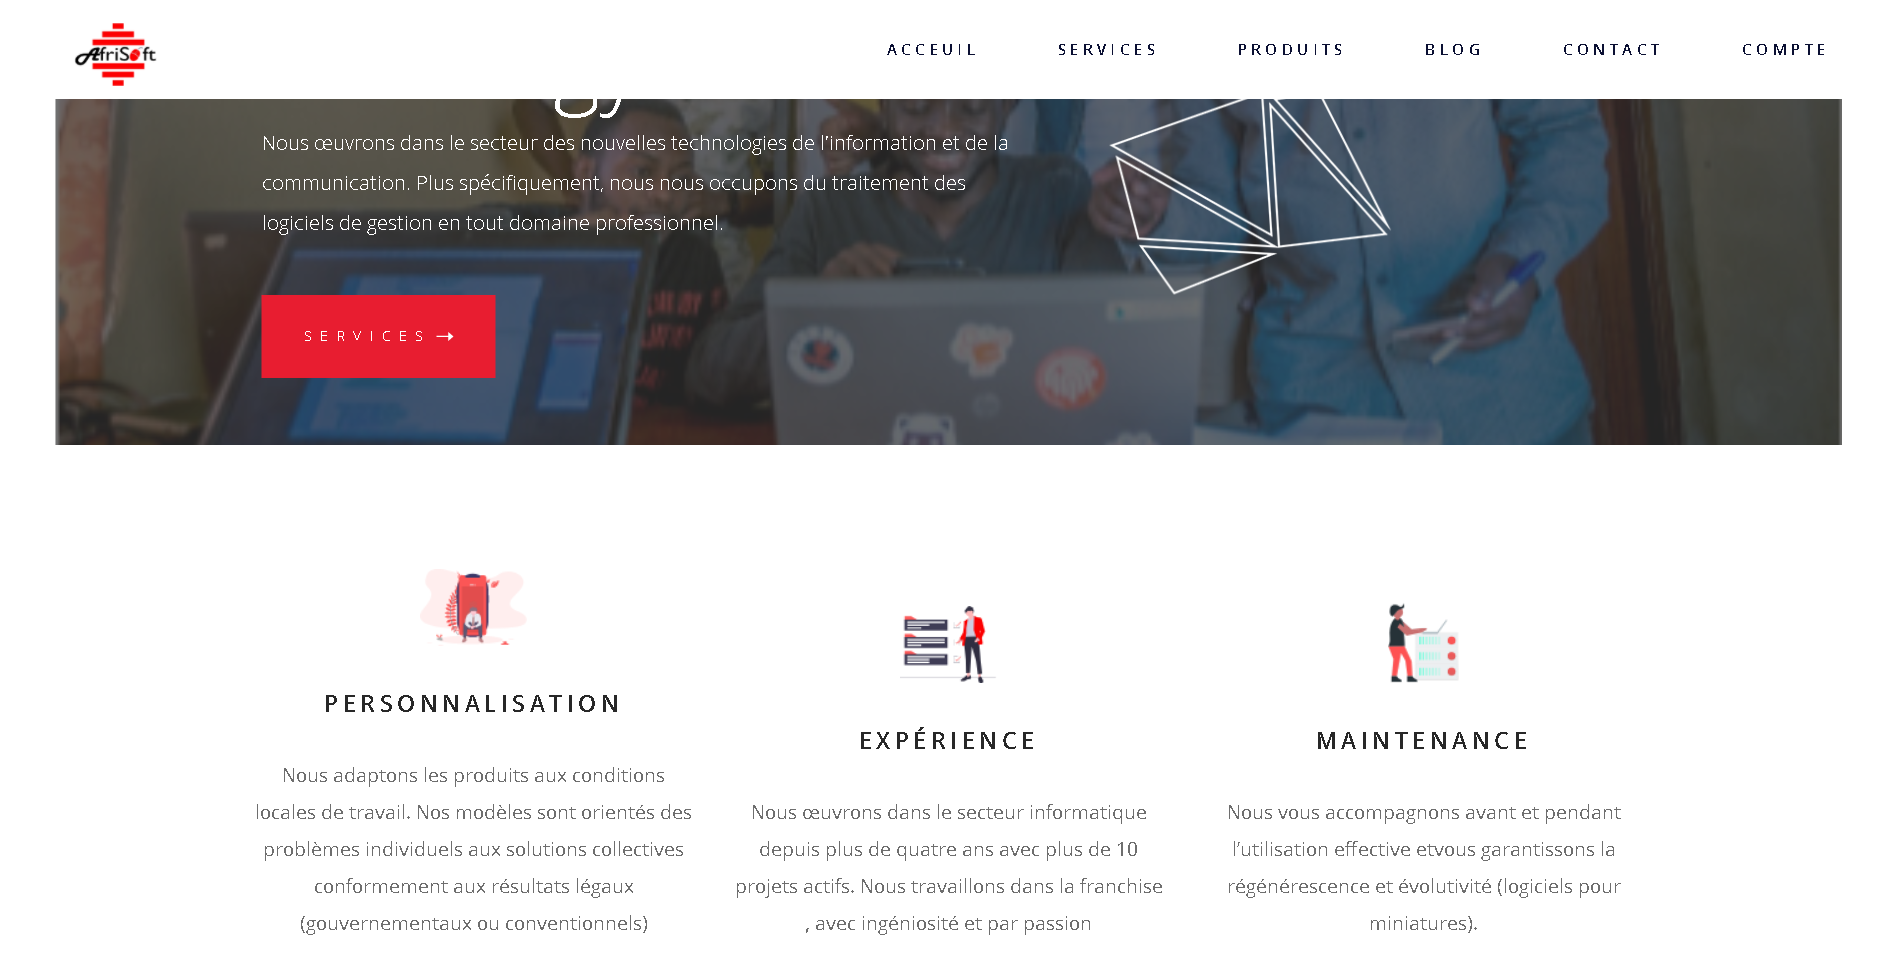 AfriSoft
ACCEUIL SERVICES PRODUITS BLOG CONTACT COMPTE
Nous œuvrons dans le secteur des nouvelles technologies de l’information et de la
communication. Plus spécifiquement, nous nous occupons du traitement des
logiciels de gestion en tout domaine professionnel.
SERVICES →
PERSONNALISATION
Nous adaptons les produits aux conditions
locales de travail. Nos modèles sont orientés des
problèmes individuels aux solutions collectives
conformement aux résultats légaux
(gouvernementaux ou conventionnels)
EXPÉRIENCE
Nous œuvrons dans le secteur informatique
depuis plus de quatre ans avec plus de 10
projets actifs. Nous travaillons dans la franchise
, avec ingéniosité et par passion
MAINTENANCE
Nous vous accompagnons avant et pendant
l’utilisation effective etvous garantissons la
régénérescence et évolutivité (logiciels pour
miniatures).